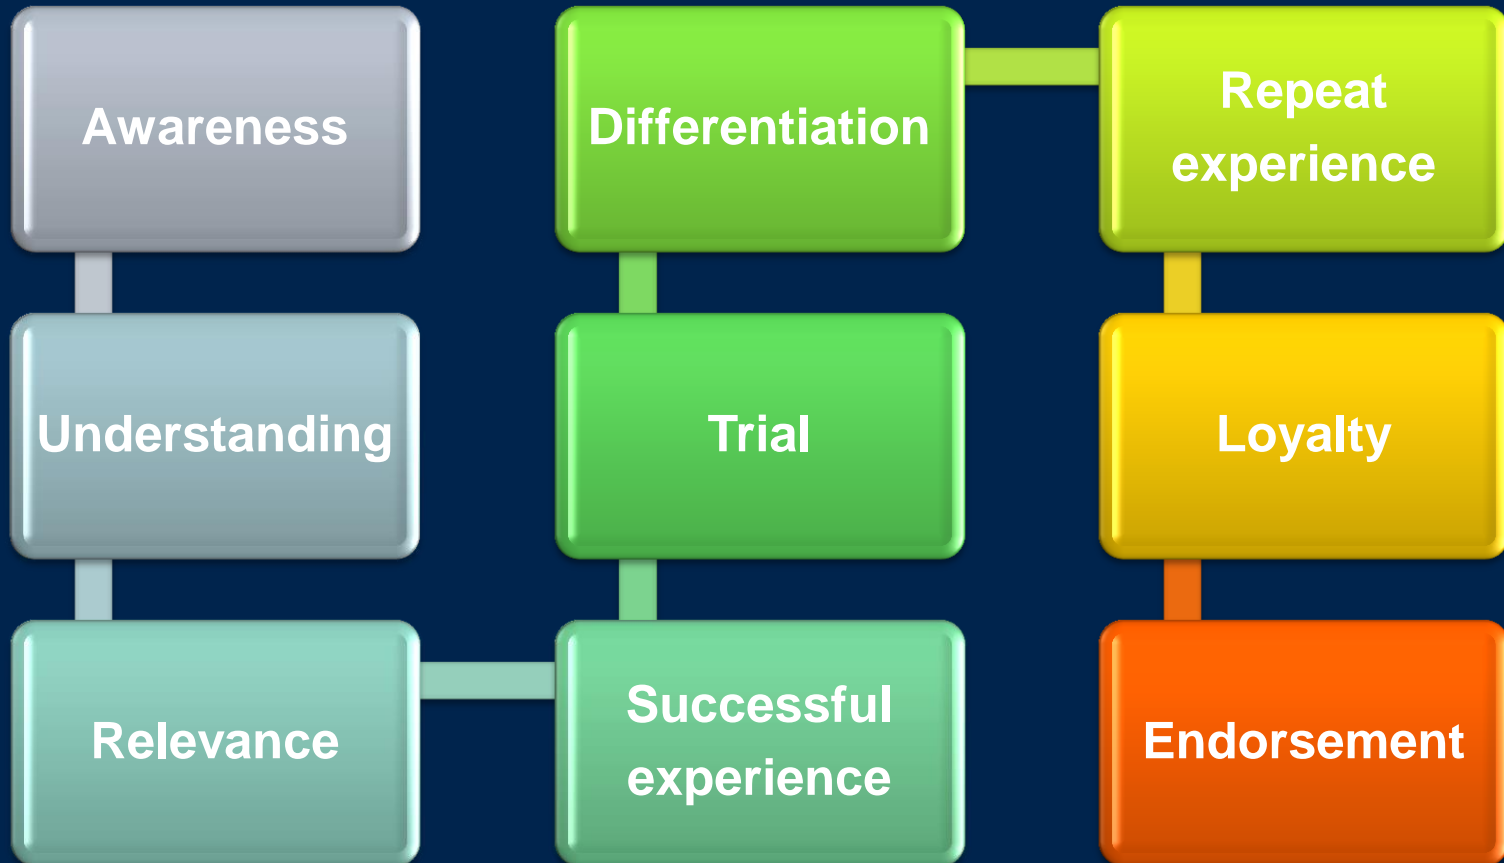 Awareness
Understanding
Relevance
Successful
experience
Trial
Differentiation
Repeat
experience
Loyalty
Endorsement